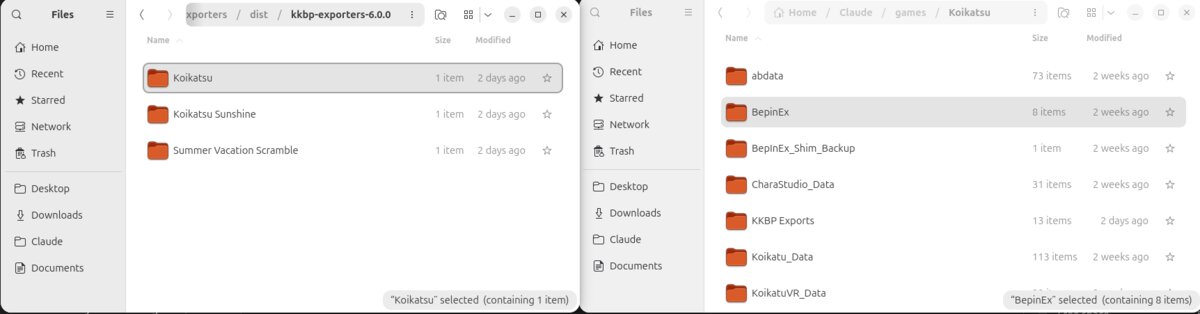 Files
xporters / dist / kkbp-exporters-6.0.0
Name Size Modified
Home
Recent
Starred
Network
Trash
Desktop
Downloads
Claude
Documents
Koikatsu 1 item 2 days ago
Koikatsu Sunshine 1 item 2 days ago
Summer Vacation Scramble 1 item 2 days ago
“Koikatsu” selected (containing 1 item)
Files
Home / Claude / games / Koikatsu
Name Size Modified
Home
Recent
Starred
Network
Trash
Desktop
Downloads
Claude
Documents
abdata 73 items 2 weeks ago
BepinEx 8 items 2 weeks ago
BepInEx_Shim_Backup 1 item 2 weeks ago
CharaStudio_Data 31 items 2 weeks ago
KKBP Exports 13 items 2 days ago
Koikatu_Data 113 items 2 weeks ago
KoikatuVR_Data
“BepinEx” selected (containing 8 items)